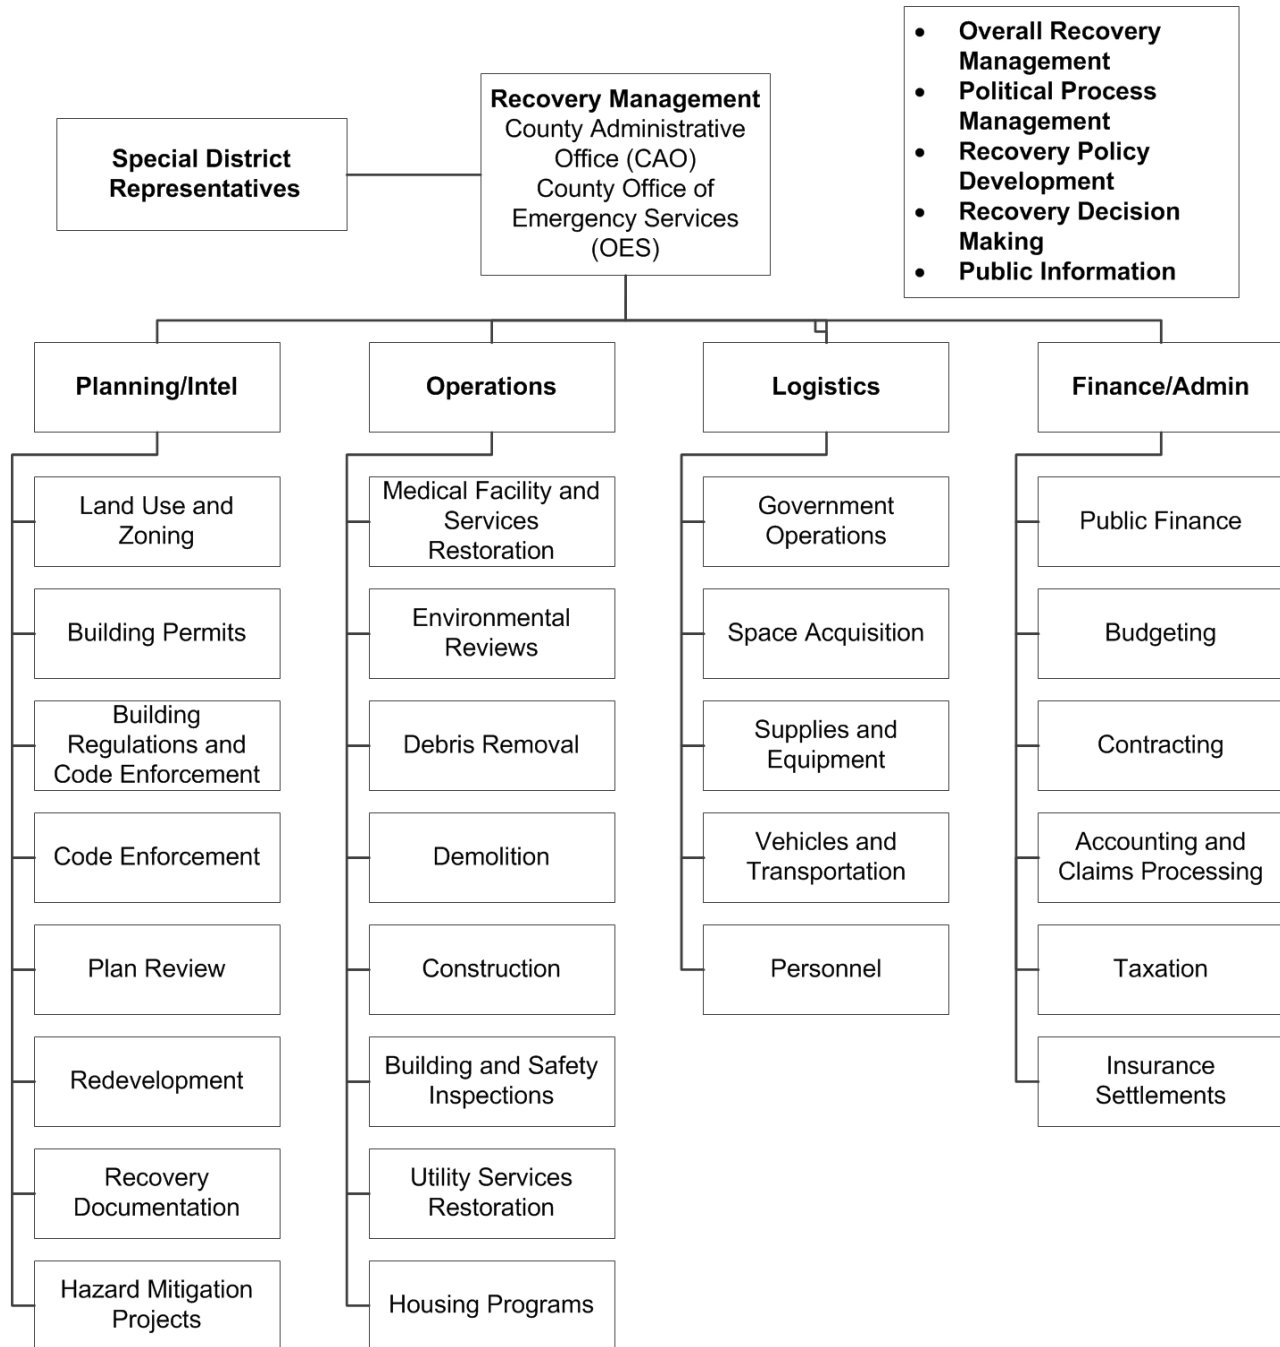 • Overall Recovery
Management
• Political Process
Management
• Recovery Policy
Development
• Recovery Decision
Making
• Public Information
Recovery Management
County Administrative
Office (CAO)
County Office of
Emergency Services
(OES)
Special District
Representatives
Planning/Intel
Land Use and
Zoning
Building Permits
Building
Regulations and
Code Enforcement
Code Enforcement
Plan Review
Redevelopment
Recovery
Documentation
Hazard Mitigation
Projects
Operations
Medical Facility and
Services
Restoration
Environmental
Reviews
Debris Removal
Demolition
Construction
Building and Safety
Inspections
Utility Services
Restoration
Housing Programs
Logistics
Government
Operations
Space Acquisition
Supplies and
Equipment
Vehicles and
Transportation
Personnel
Finance/Admin
Public Finance
Budgeting
Contracting
Accounting and
Claims Processing
Taxation
Insurance
Settlements